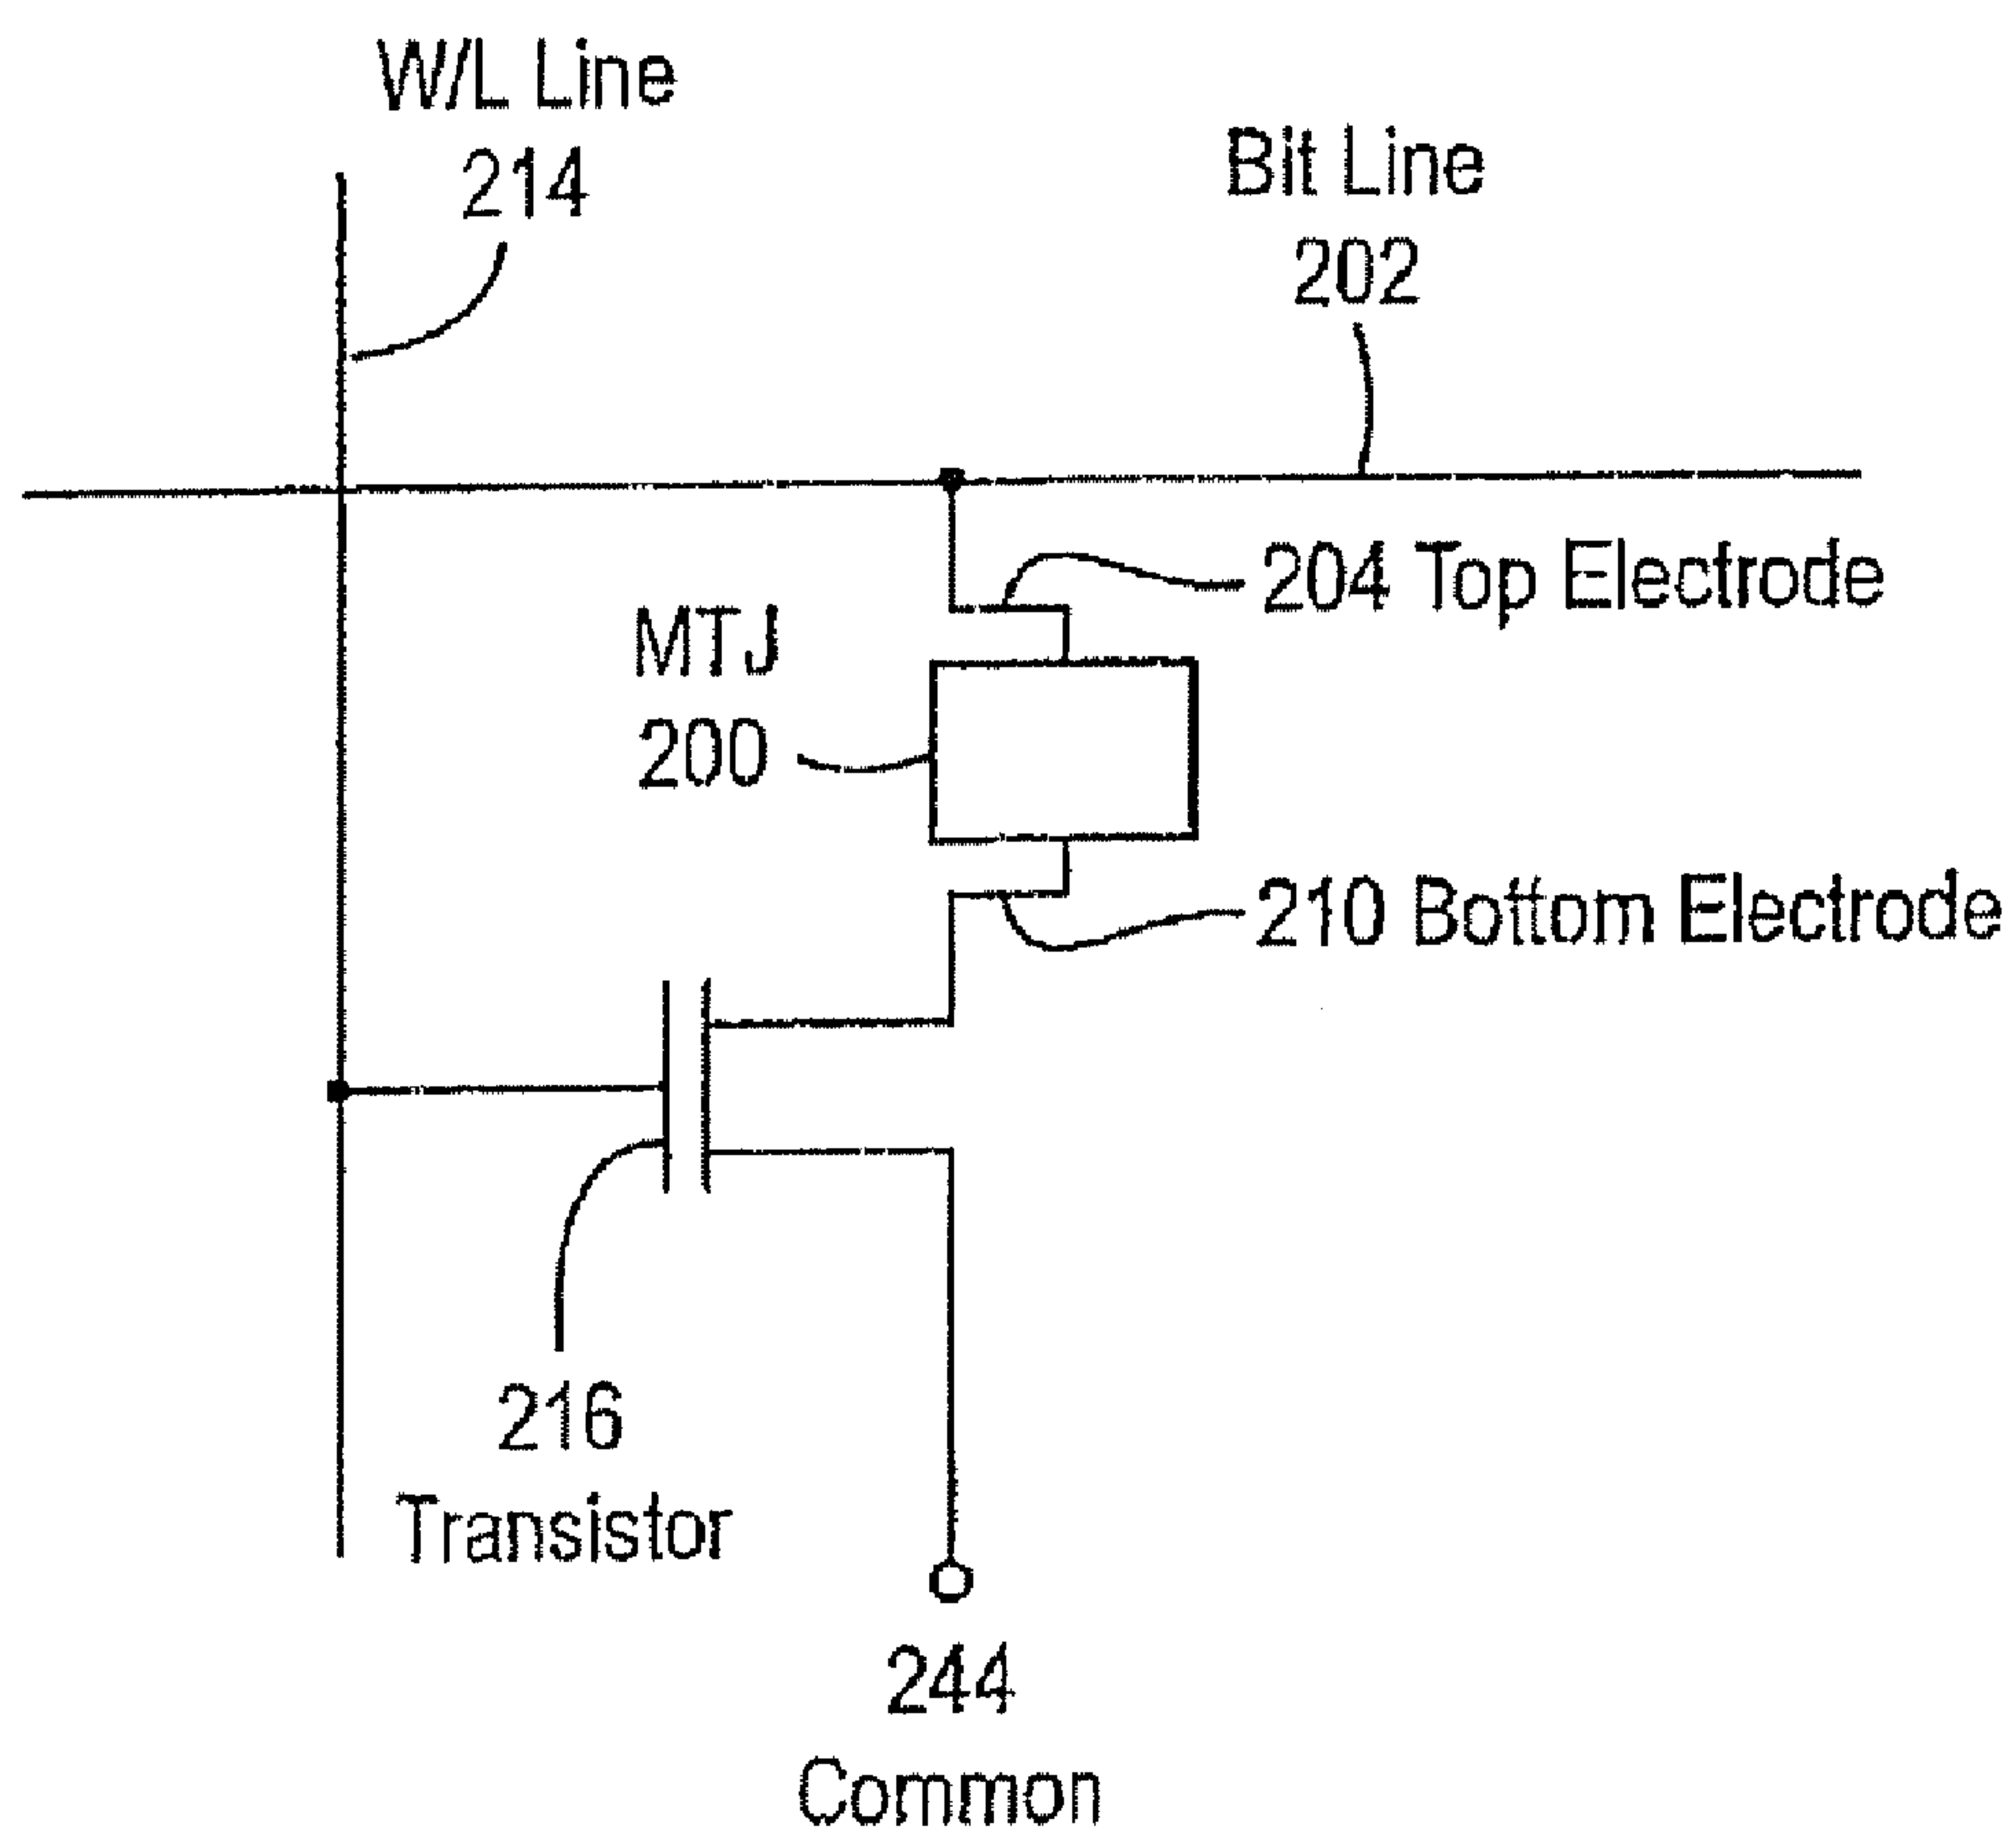 W/L Line
214
Bit Line
202
204 Top Electrode
MTJ
200
210 Bottom Electrode
216
Transistor
244
Common